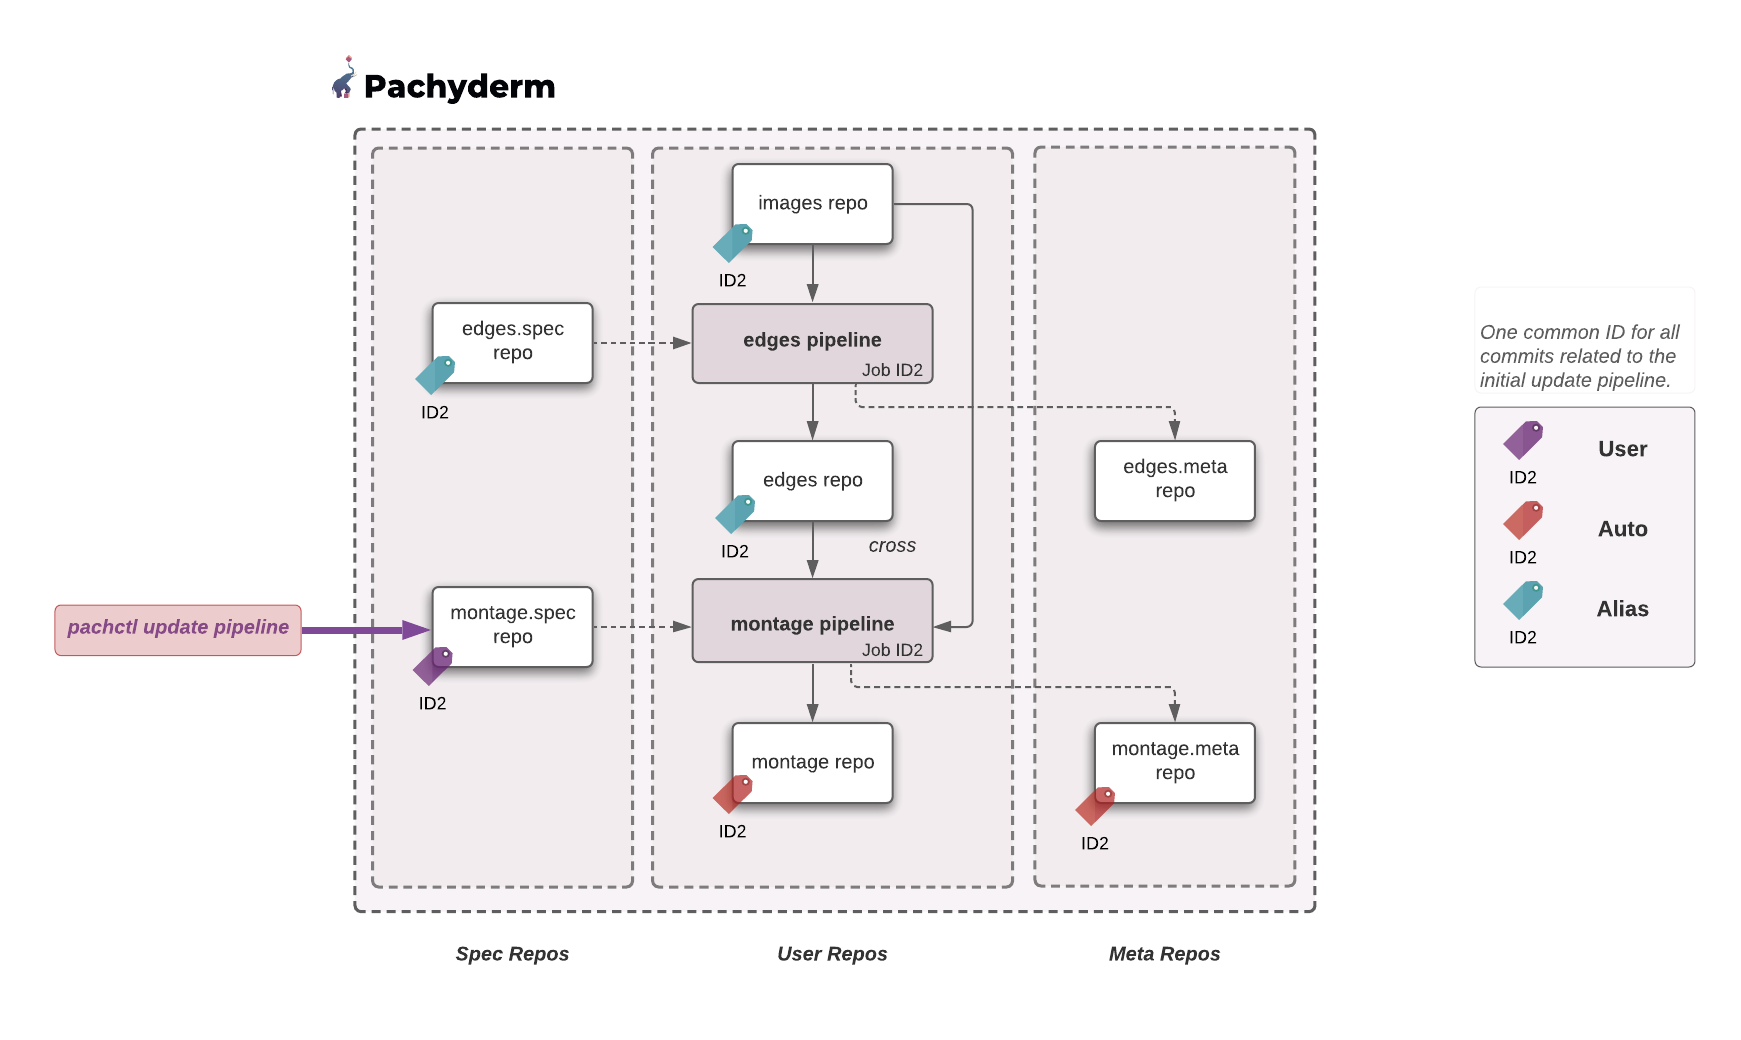 Pachyderm
images repo
ID2
edges.spec
repo
ID2
edges pipeline
Job ID2
edges repo
ID2
edges.meta
repo
cross
pachctl update pipeline
montage.spec
repo
ID2
montage pipeline
Job ID2
montage repo
ID2
montage.meta
repo
ID2
Spec Repos
User Repos
Meta Repos
One common ID for all
commits related to the
initial update pipeline.
User
ID2
Auto
ID2
Alias
ID2